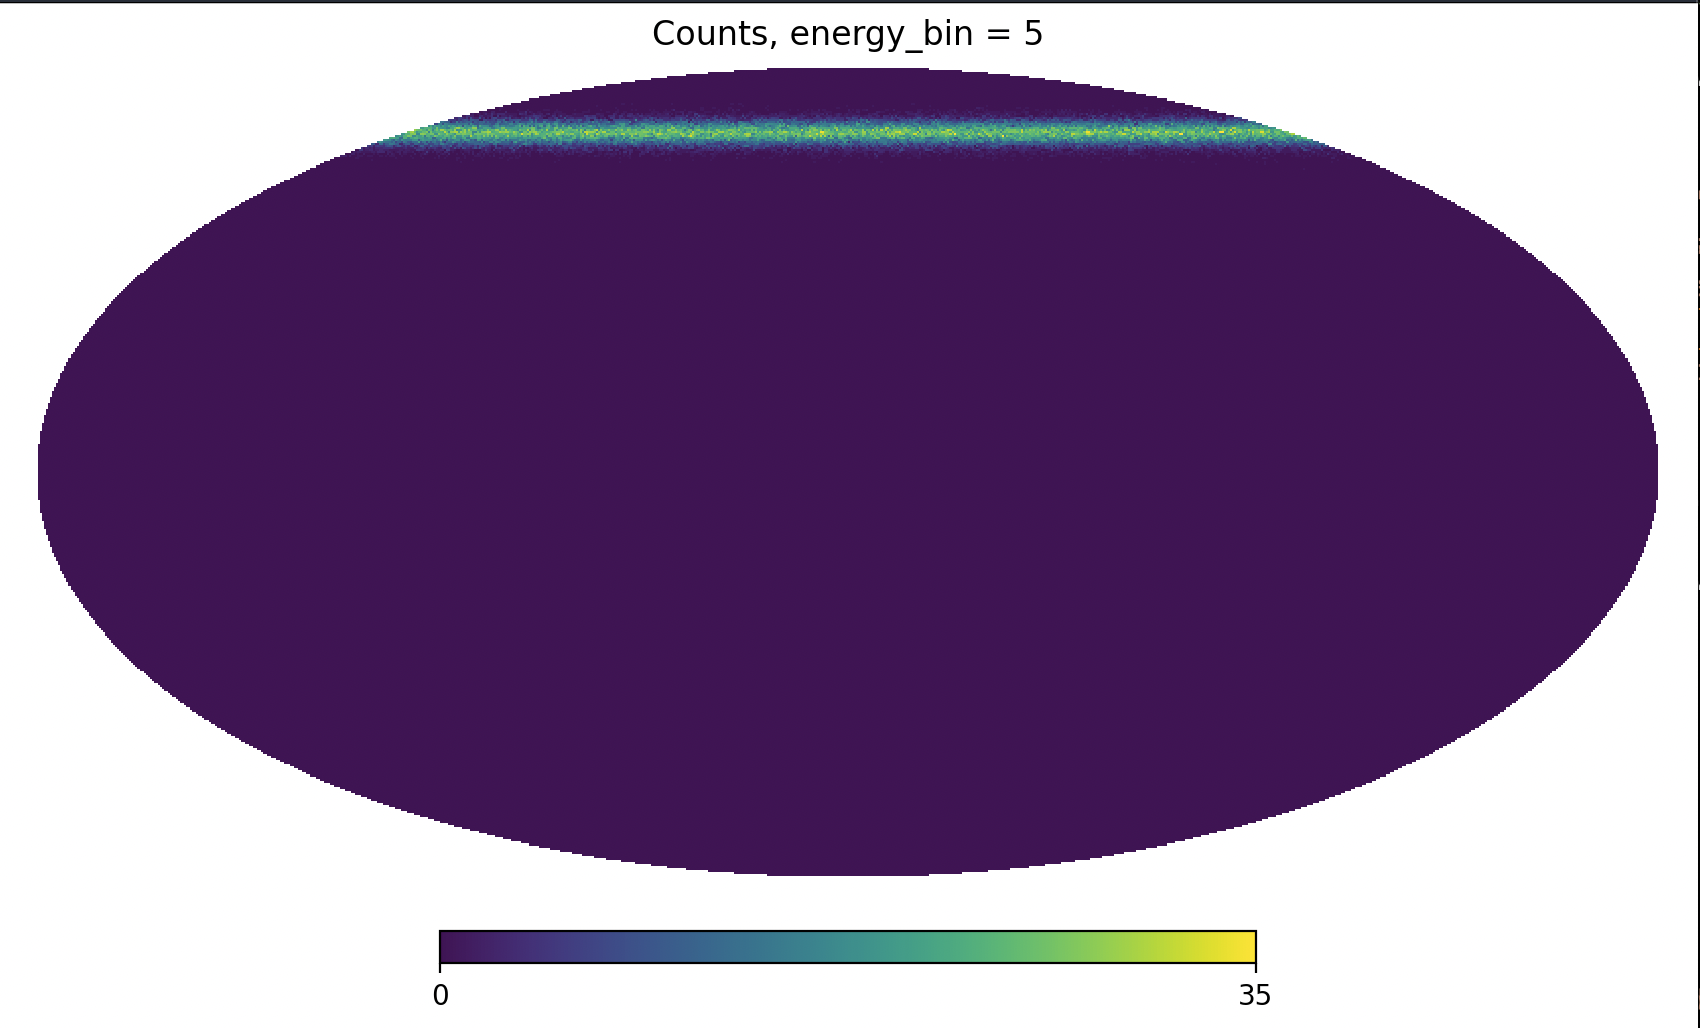 Counts, energy_bin = 5
0 35